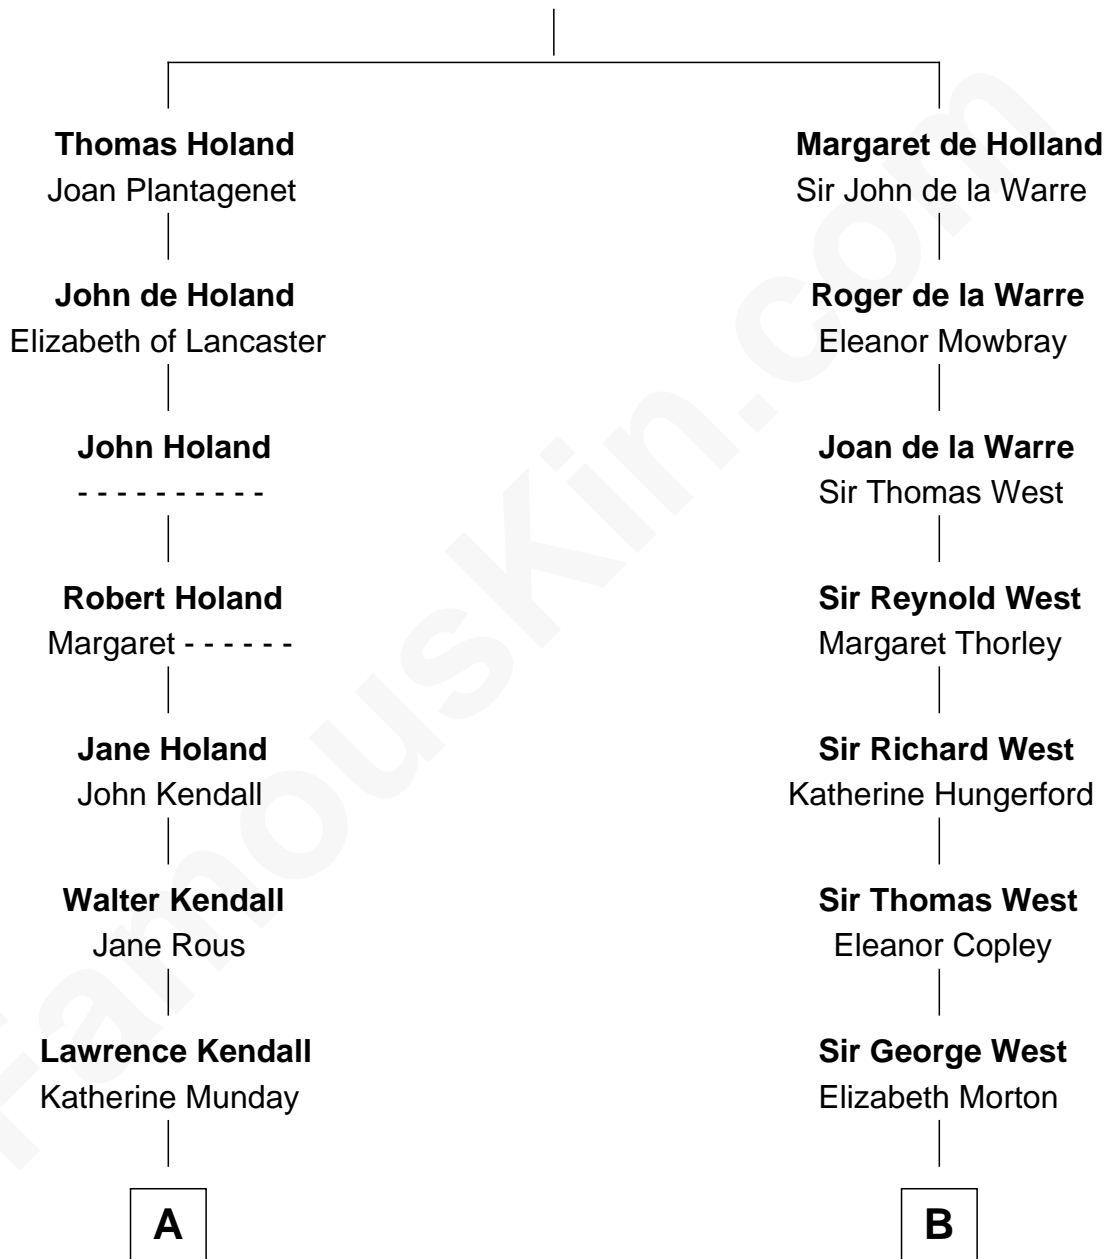 Thomas Holand
Joan Plantagenet
John de Holand
Elizabeth of Lancaster
John Holand
- - - - - - - - - -
Robert Holand
Margaret - - - - - -
Jane Holand
John Kendall
Walter Kendall
Jane Rous
Lawrence Kendall
Katherine Munday
A
Margaret de Holland
Sir John de la Warre
Roger de la Warre
Eleanor Mowbray
Joan de la Warre
Sir Thomas West
Sir Reynold West
Margaret Thorley
Sir Richard West
Katherine Hungerford
Sir Thomas West
Eleanor Copley
Sir George West
Elizabeth Morton
B
FamousKin.com